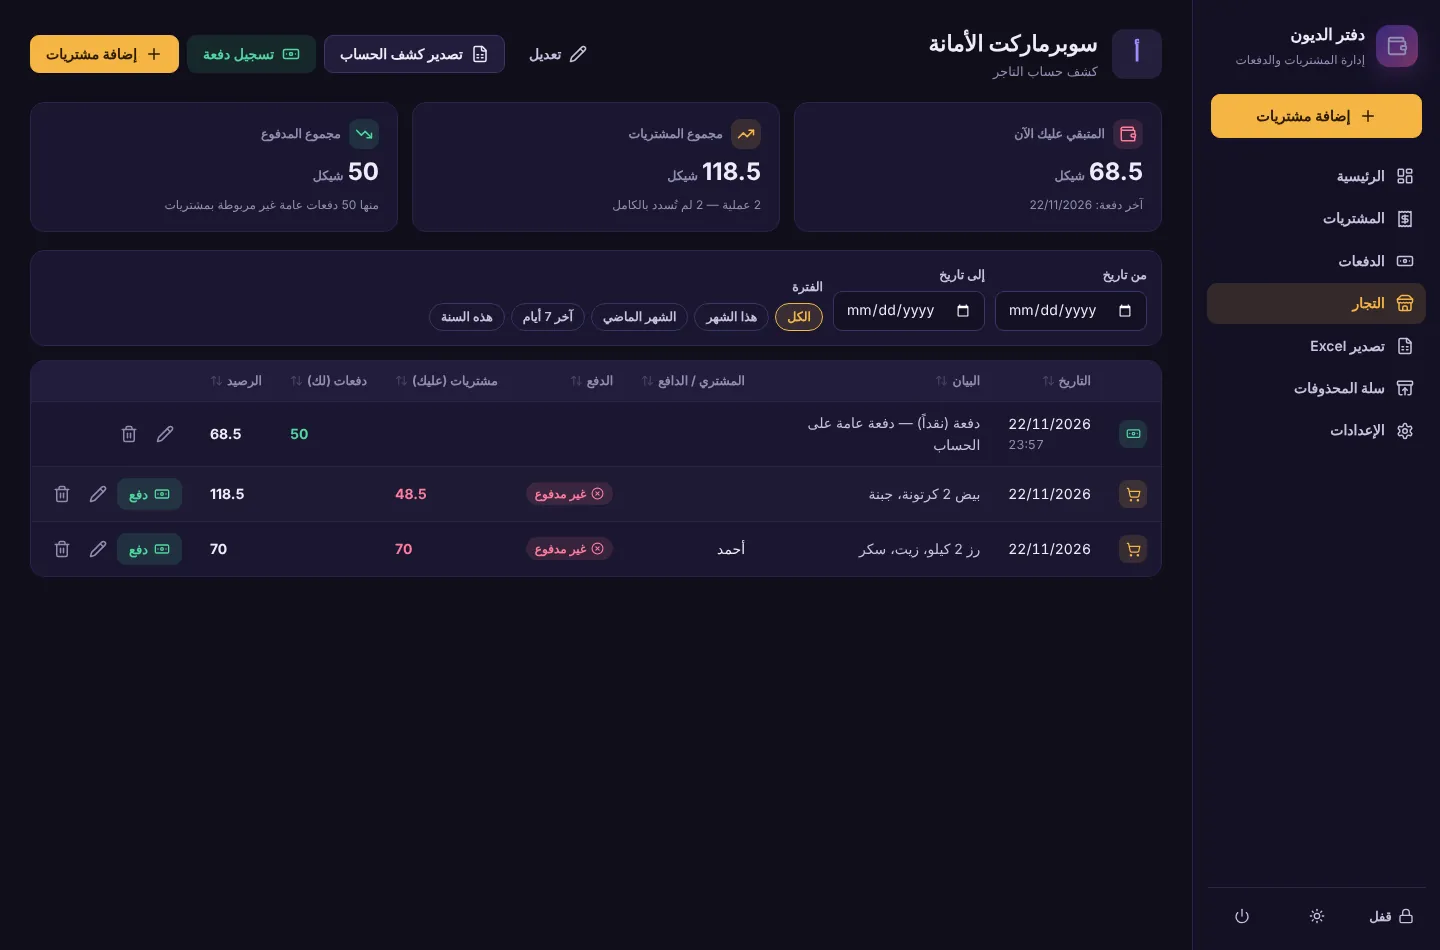 دفتر الديون
إدارة المشتريات والدفعات
إضافة مشتريات
الرئيسية
المشتريات
الدفعات
التجار
تصدير Excel
سلة المحذوفات
الإعدادات
قفل
أ
سوبرماركت الأمانة
كشف حساب التاجر
تعديل
تصدير كشف الحساب
تسجيل دفعة
إضافة مشتريات
المتبقي عليك الآن
68.5 شيكل
آخر دفعة: 22/11/2026
مجموع المشتريات
118.5 شيكل
2 عملية — 2 لم تُسدد بالكامل
مجموع المدفوع
50 شيكل
منها 50 دفعات عامة غير مربوطة بمشتريات
من تاريخ
mm/dd/yyyy
إلى تاريخ
mm/dd/yyyy
الفترة
الكل هذا الشهر الشهر الماضي آخر 7 أيام هذه السنة
التاريخ البيان المشتري / الدافع الدفع مشتريات (عليك) دفعات (لك) الرصيد
22/11/2026 23:57 دفعة (نقداً) — دفعة عامة على
الحساب 50 68.5
22/11/2026 بيض 2 كرتونة، جبنة غير مدفوع 48.5 118.5 دفع
22/11/2026 رز 2 كيلو، زيت، سكر أحمد غير مدفوع 70 70 دفع